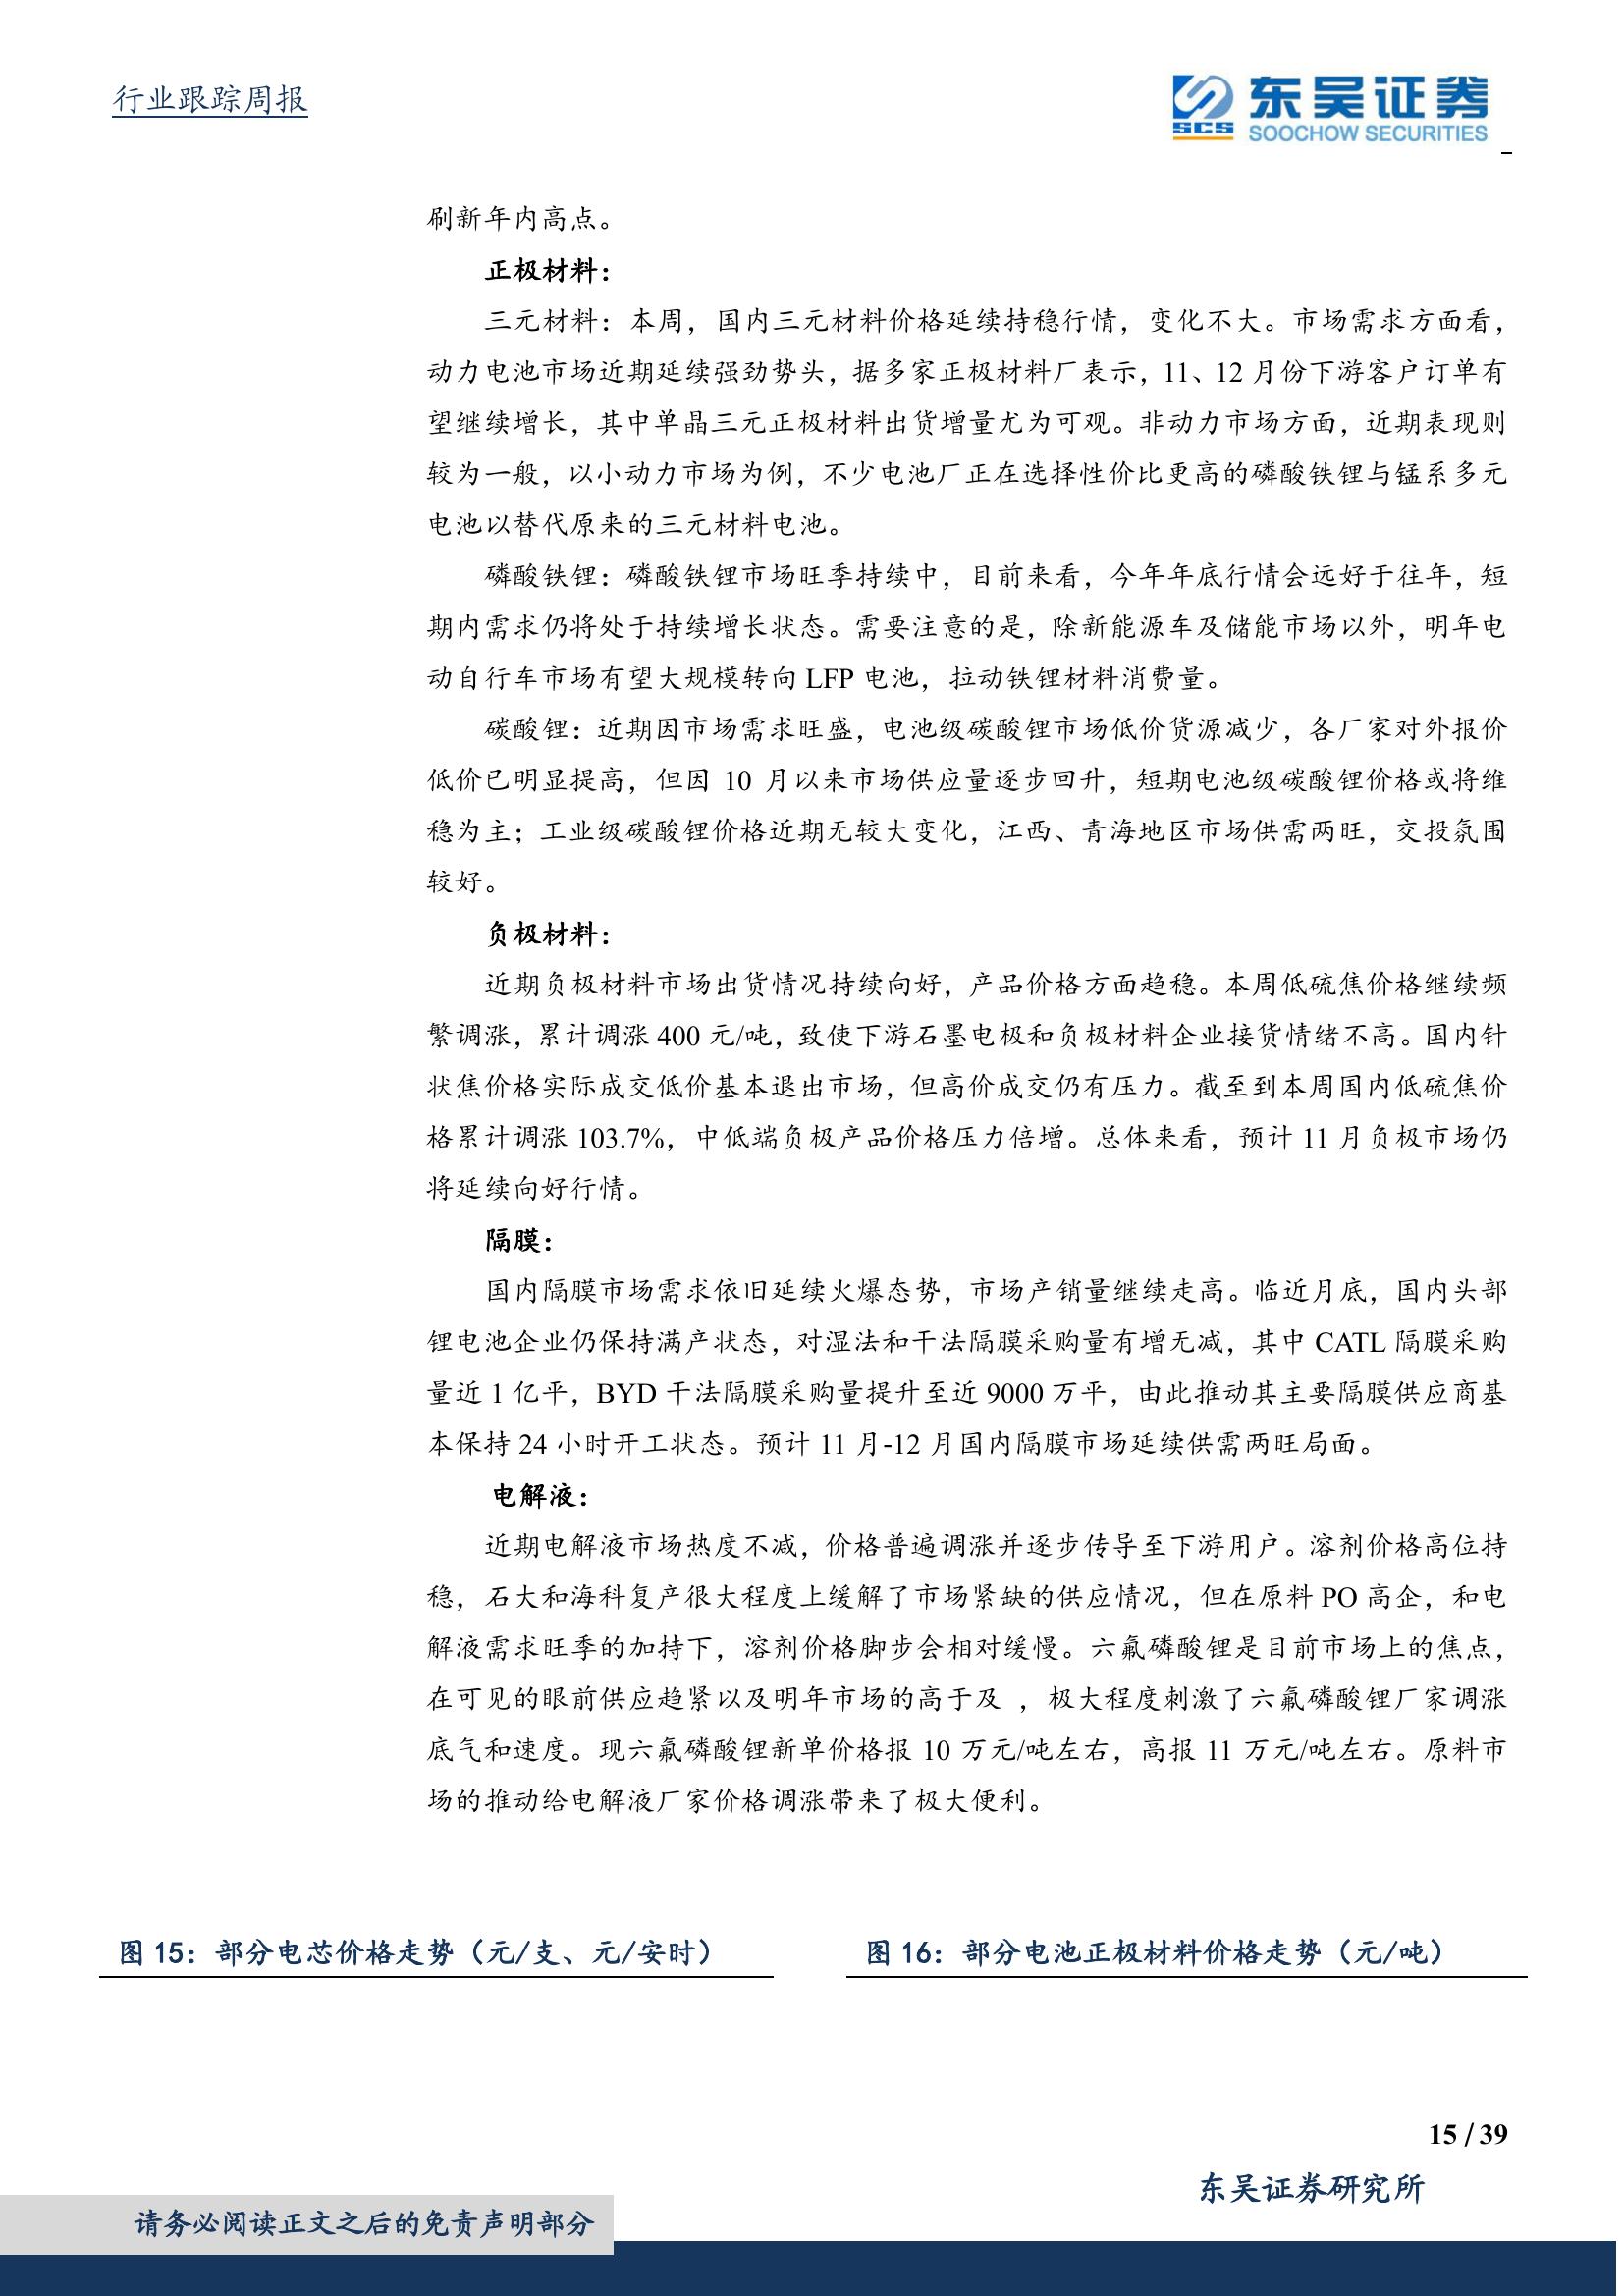 行业跟踪周报
SCS 东吴证券
SOOCHOW SECURITIES
刷新年内高点。
正极材料：
三元材料：本周，国内三元材料价格延续持稳行情，变化不大。市场需求方面看，
动力电池市场近期延续强劲势头，据多家正极材料厂表示，11、12 月份下游客户订单有
望继续增长，其中单晶三元正极材料出货增量尤为可观。非动力市场方面，近期表现则
较为一般，以小动力市场为例，不少电池厂正在选择性价比更高的磷酸铁锂与锰系多元
电池以替代原来的三元材料电池。
磷酸铁锂：磷酸铁锂市场旺季持续中，目前来看，今年年底行情会远好于往年，短
期内需求仍将处于持续增长状态。需要注意的是，除新能源车及储能市场以外，明年电
动自行车市场有望大规模转向 LFP 电池，拉动铁锂材料消费量。
碳酸锂：近期因市场需求旺盛，电池级碳酸锂市场低价货源减少，各厂家对外报价
低价已明显提高，但因 10 月以来市场供应量逐步回升，短期电池级碳酸锂价格或将维
稳为主；工业级碳酸锂价格近期无较大变化，江西、青海地区市场供需两旺，交投氛围
较好。
负极材料：
近期负极材料市场出货情况持续向好，产品价格方面趋稳。本周低硫焦价格继续频
繁调涨，累计调涨 400 元/吨，致使下游石墨电极和负极材料企业接货情绪不高。国内针
状焦价格实际成交低价基本退出市场，但高价成交仍有压力。截至到本周国内低硫焦价
格累计调涨 103.7%，中低端负极产品价格压力倍增。总体来看，预计 11 月负极市场仍
将延续向好行情。
隔膜：
国内隔膜市场需求依旧延续火爆态势，市场产销量继续走高。临近月底，国内头部
锂电池企业仍保持满产状态，对湿法和干法隔膜采购量有增无减，其中 CATL 隔膜采购
量近 1 亿平，BYD 干法隔膜采购量提升至近 9000 万平，由此推动其主要隔膜供应商基
本保持 24 小时开工状态。预计 11 月-12 月国内隔膜市场延续供需两旺局面。
电解液：
近期电解液市场热度不减，价格普遍调涨并逐步传导至下游用户。溶剂价格高位持
稳，石大和海科复产很大程度上缓解了市场紧缺的供应情况，但在原料 PO 高企，和电
解液需求旺季的加持下，溶剂价格脚步会相对缓慢。六氟磷酸锂是目前市场上的焦点，
在可见的眼前供应趋紧以及明年市场的高于及 ，极大程度刺激了六氟磷酸锂厂家调涨
底气和速度。现六氟磷酸锂新单价格报 10 万元/吨左右，高报 11 万元/吨左右。原料市
场的推动给电解液厂家价格调涨带来了极大便利。
图 15：部分电芯价格走势（元/支、元/安时）
图 16：部分电池正极材料价格走势（元/吨）
15 / 39
东吴证券研究所
请务必阅读正文之后的免责声明部分